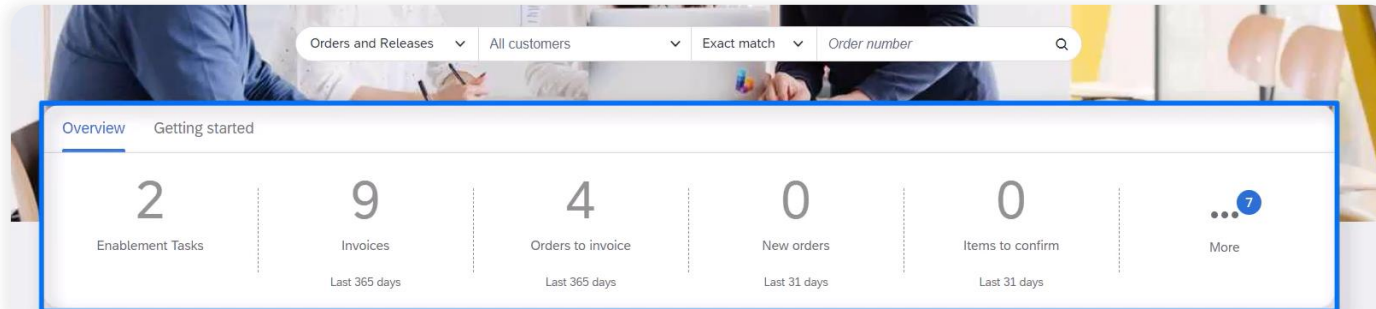 Orders and Releases All customers Exact match Order number
Overview Getting started
2 9 4 0 0 ... 7
Enablement Tasks Invoices Orders to invoice New orders Items to confirm More
Last 365 days Last 365 days Last 31 days Last 31 days